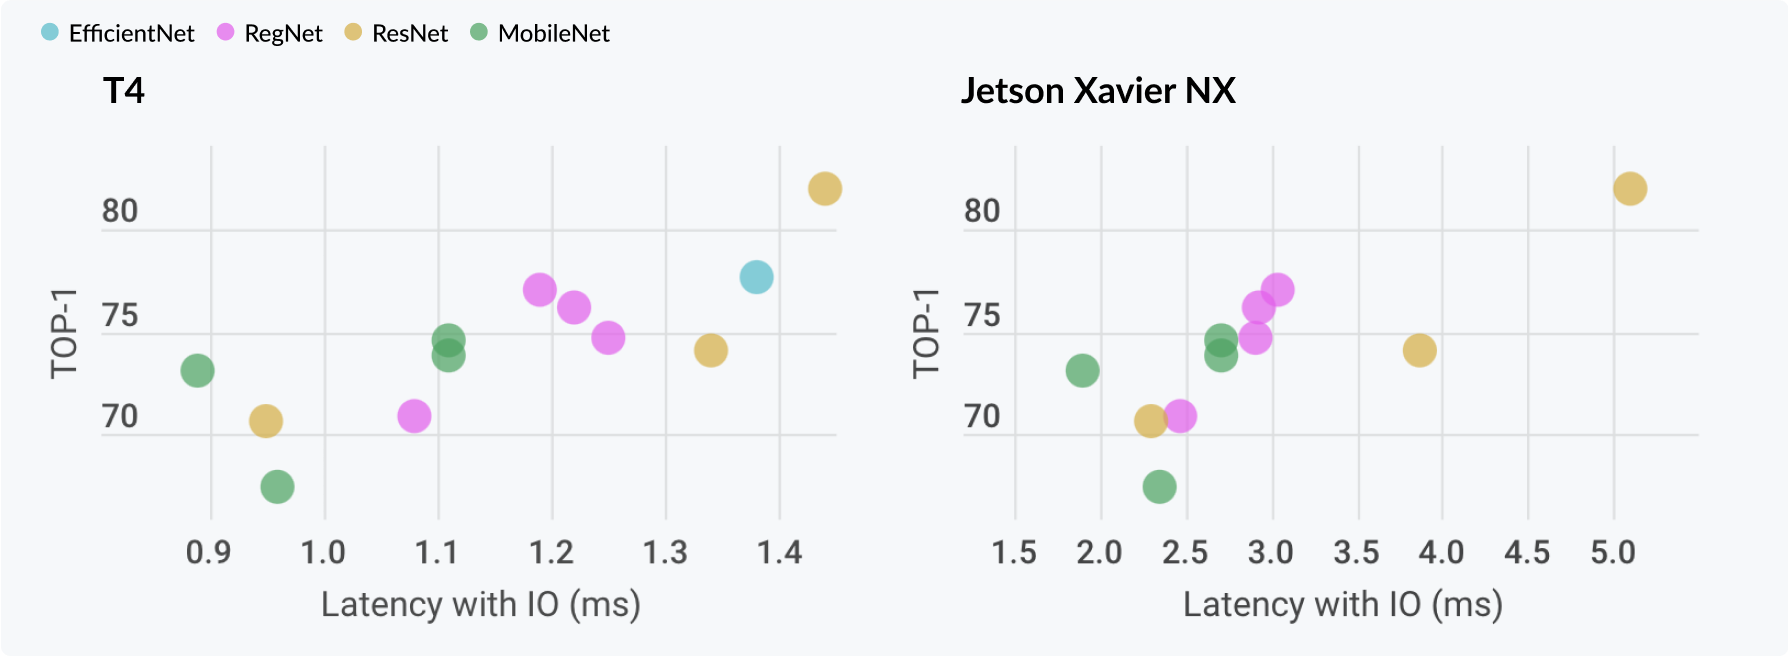 EfficientNet RegNet ResNet MobileNet
T4
80
75
70
TOP-1
0.9 1.0 1.1 1.2 1.3 1.4
Latency with IO (ms)
Jetson Xavier NX
80
75
70
TOP-1
1.5 2.0 2.5 3.0 3.5 4.0 4.5 5.0
Latency with IO (ms)